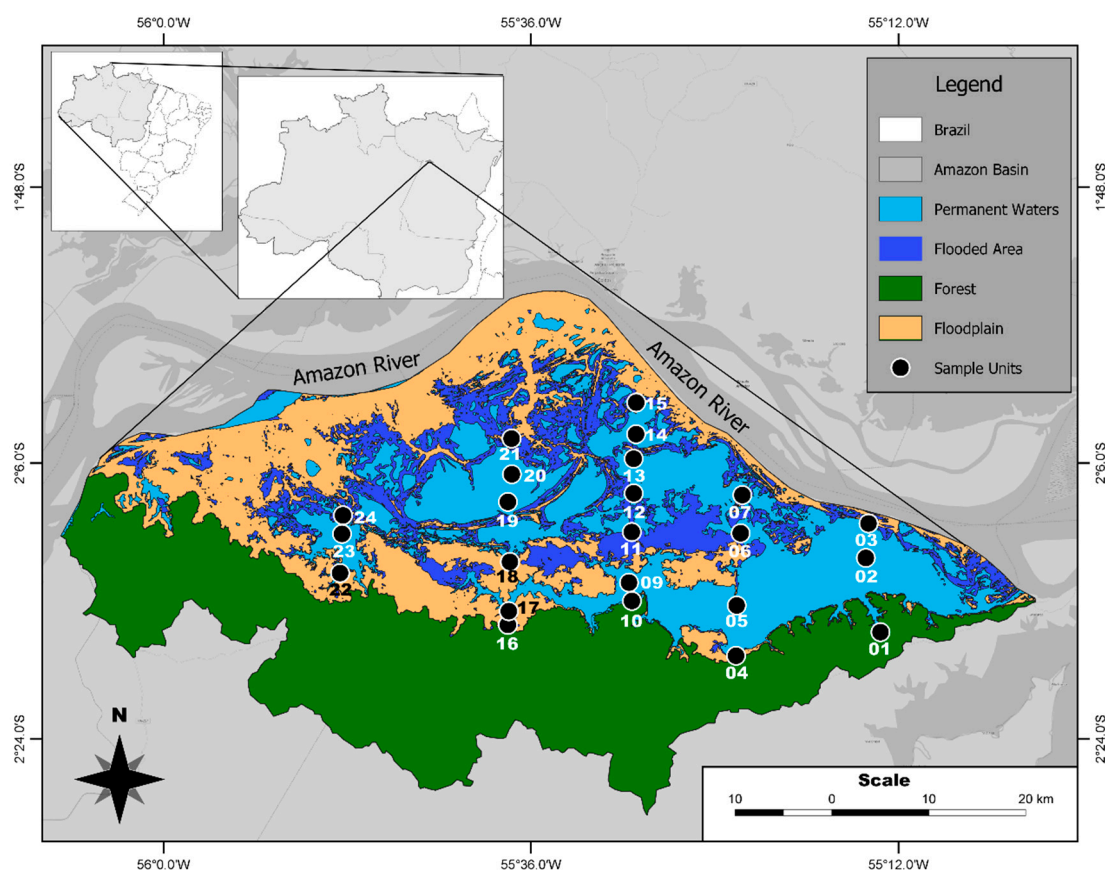 56°0.0'W
55°36.0'W
55°12.0'W
Legend
Brazil
Amazon Basin
Permanent Waters
Flooded Area
Forest
Floodplain
Sample Units
1°48.0'S
1°48.0'S
Amazon River
Amazon River
15
14
21
13
2°6.0'S
2°6.0'S
20
19
12
07
24
03
23
11
06
02
18
22
09
17
10
05
16
01
04
N
2°24.0'S
2°24.0'S
Scale
10
0
10
20 km
56°0.0'W
55°36.0'W
55°12.0'W